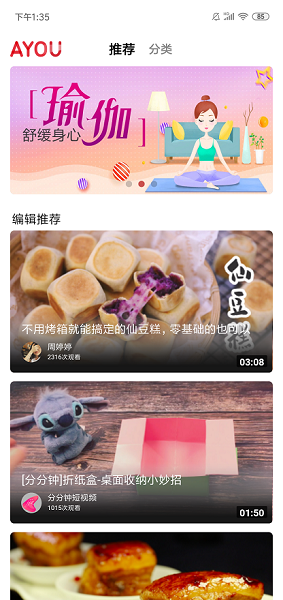 下午1:35
85
AYOU
推荐
分类
[瑜伽]
舒缓身心
编辑推荐
仙豆糕
不用烤箱就能搞定的仙豆糕，零基础的也可以
周婷婷
2316次观看
03:08
[分分钟]折纸盒-桌面收纳小妙招
分分钟短视频
1015次观看
01:50